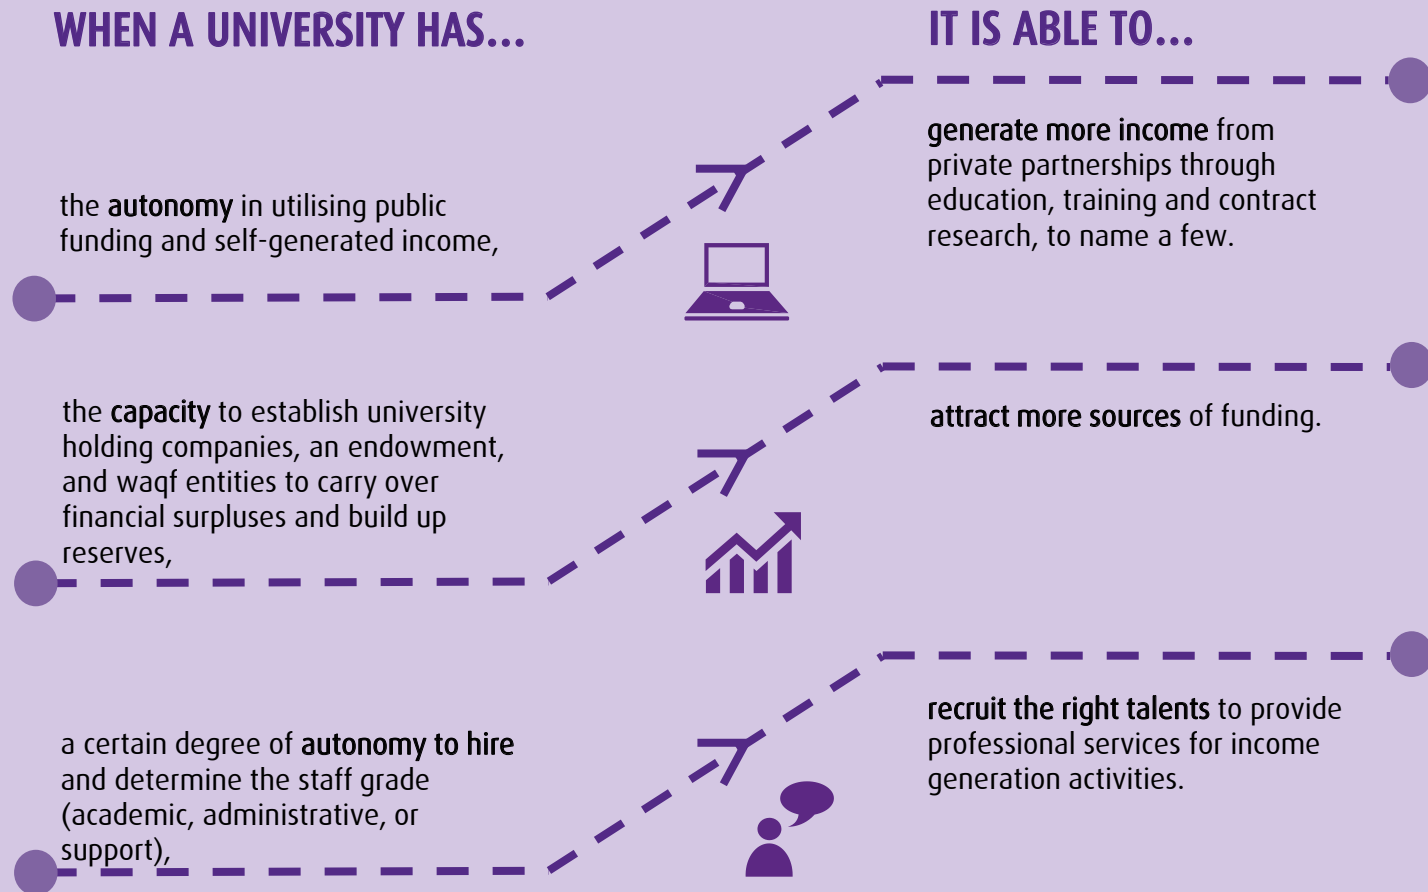 WHEN A UNIVERSITY HAS...
IT IS ABLE TO...
the autonomy in utilising public
funding and self-generated income,
generate more income from
private partnerships through
education, training and contract
research, to name a few.
the capacity to establish university
holding companies, an endowment,
and waqf entities to carry over
financial surpluses and build up
reserves,
attract more sources of funding.
a certain degree of autonomy to hire
and determine the staff grade
(academic, administrative, or
support),
recruit the right talents to provide
professional services for income
generation activities.